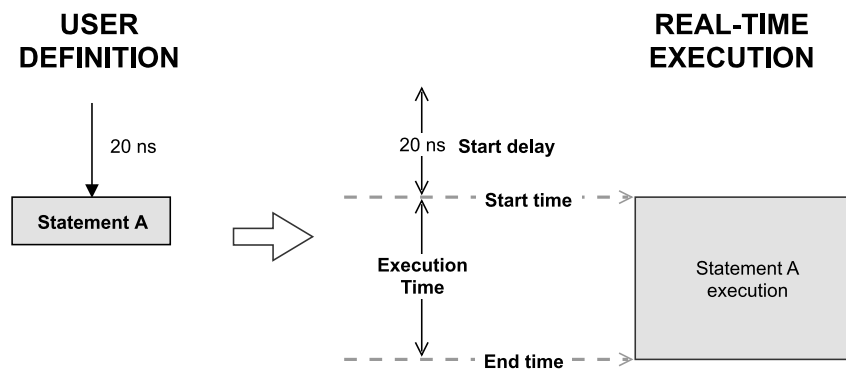 USER
DEFINITION
REAL-TIME
EXECUTION
20 ns
20 ns Start delay
Statement A
Start time
Execution
Time
Statement A
execution
End time